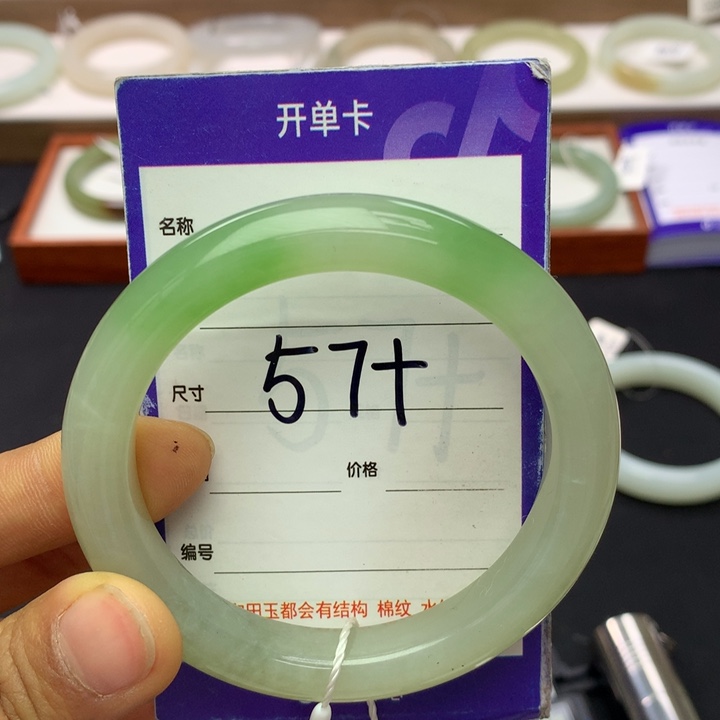 开单卡
名称
尺寸 57+
价格
编号
田玉都会有结构 棉纹 水